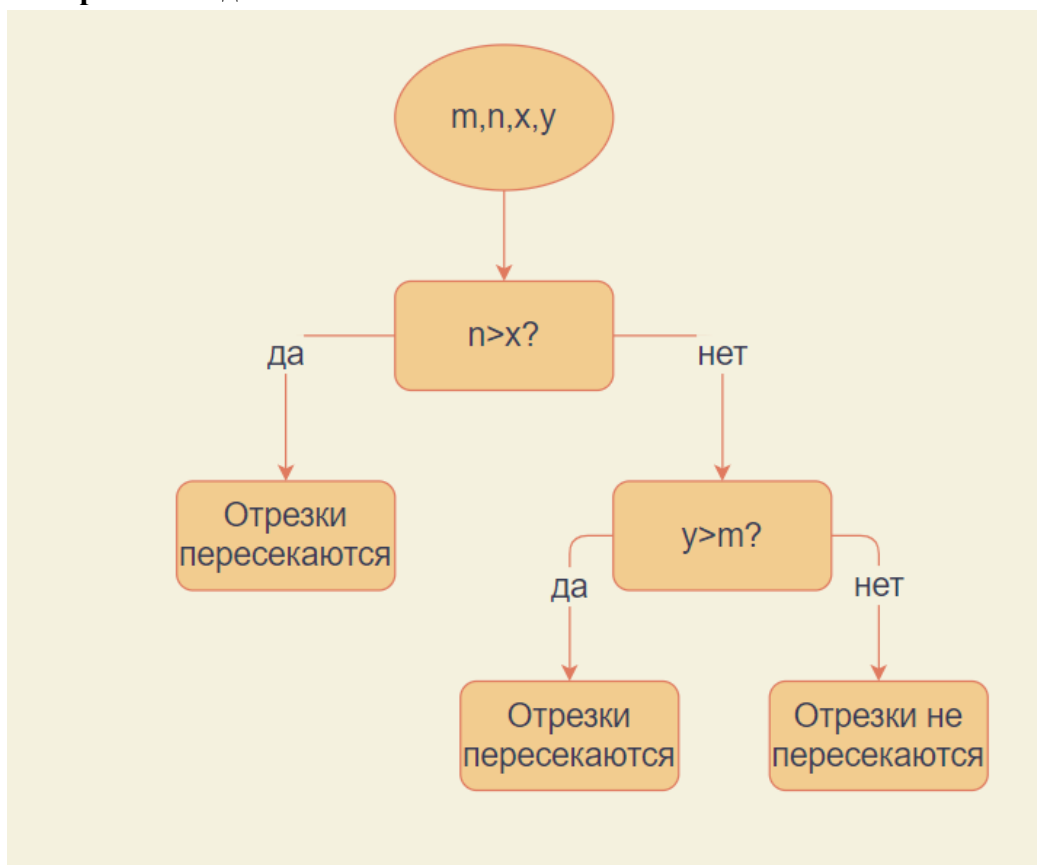 m,n,x,y
n>x?
да
нет
Отрезки
пересекаются
y>m?
да
нет
Отрезки
пересекаются
Отрезки не
пересекаются